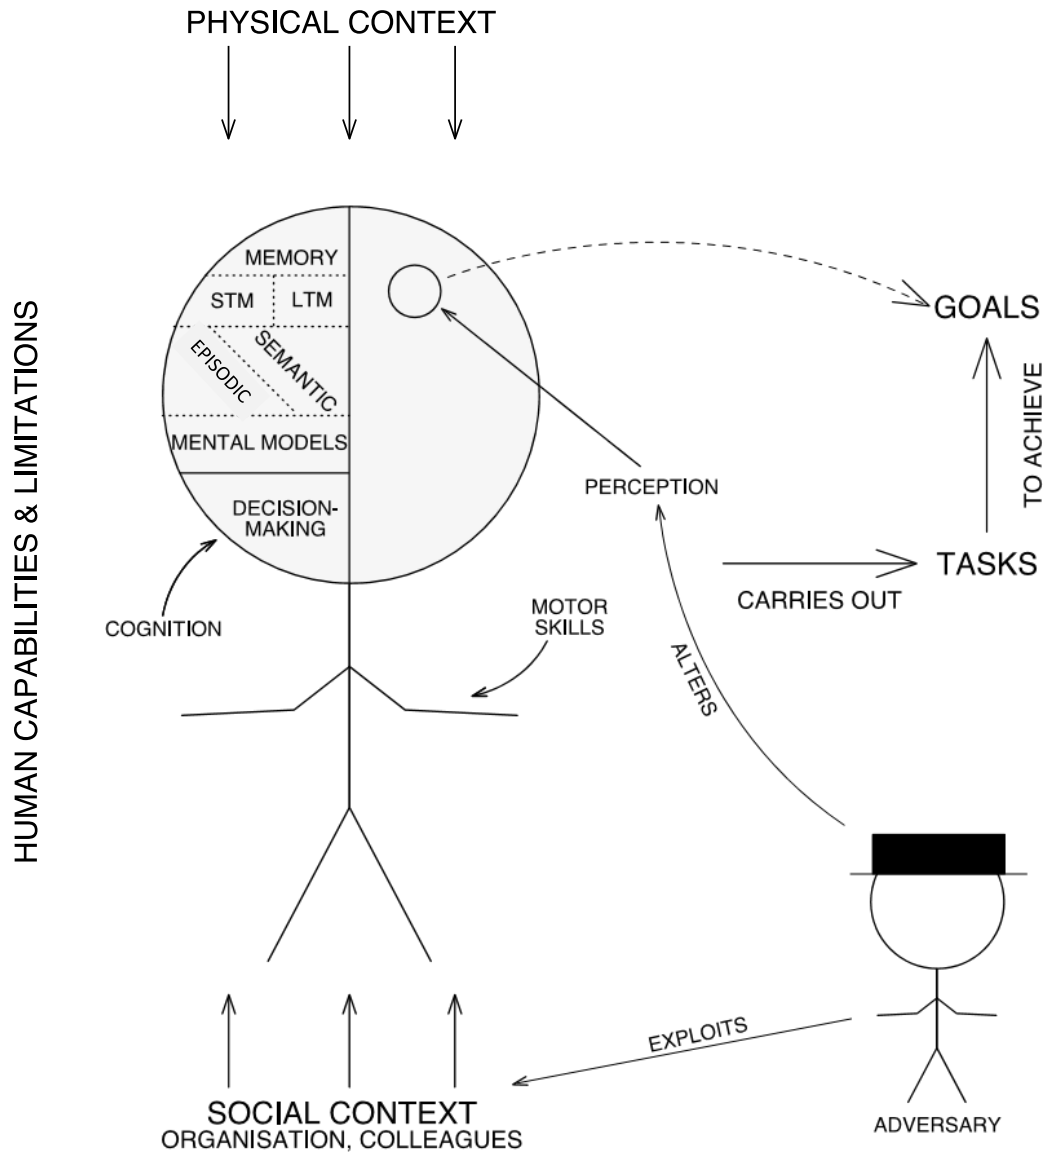 PHYSICAL CONTEXT
HUMAN CAPABILITIES & LIMITATIONS
MEMORY
STM
LTM
EPISODIC
SEMANTIC
MENTAL MODELS
DECISION-
MAKING
COGNITION
MOTOR
SKILLS
PERCEPTION
GOALS
TO ACHIEVE
TASKS
CARRIES OUT
ALTERS
EXPLOITS
ADVERSARY
SOCIAL CONTEXT
ORGANISATION, COLLEAGUES